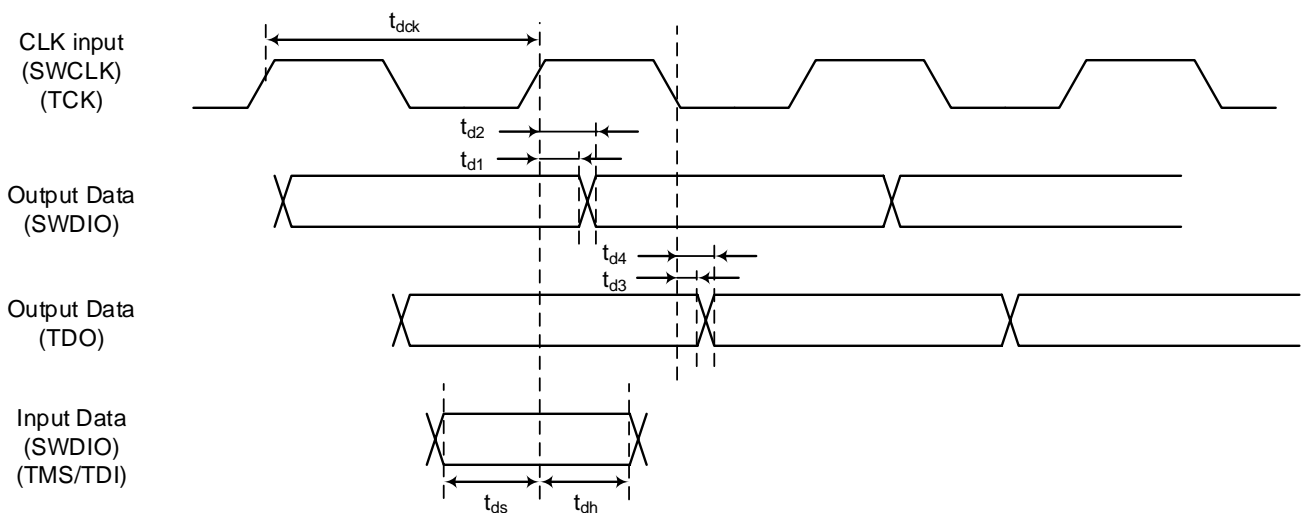 t_dck
CLK input
(SWCLK)
(TCK)
t_d2
t_d1
Output Data
(SWDIO)
t_d4
t_d3
Output Data
(TDO)
Input Data
(SWDIO)
(TMS/TDI)
t_ds
t_dh